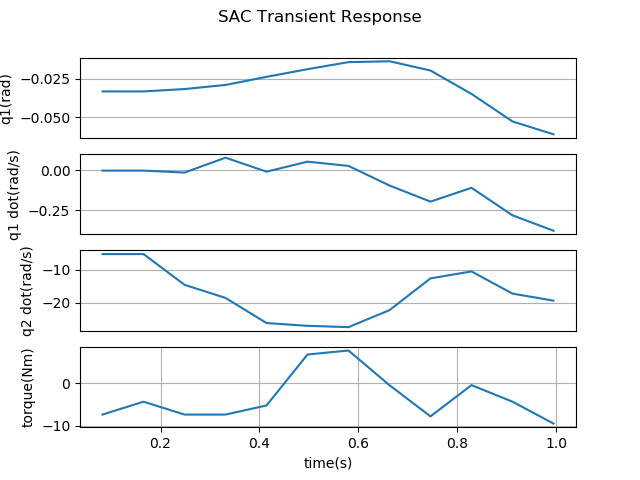 SAC Transient Response
q1(rad)
−0.025
−0.050
q1 dot(rad/s)
0.00
−0.25
q2 dot(rad/s)
−10
−20
torque(Nm)
0
−10
0.2 0.4 0.6 0.8 1.0
time(s)